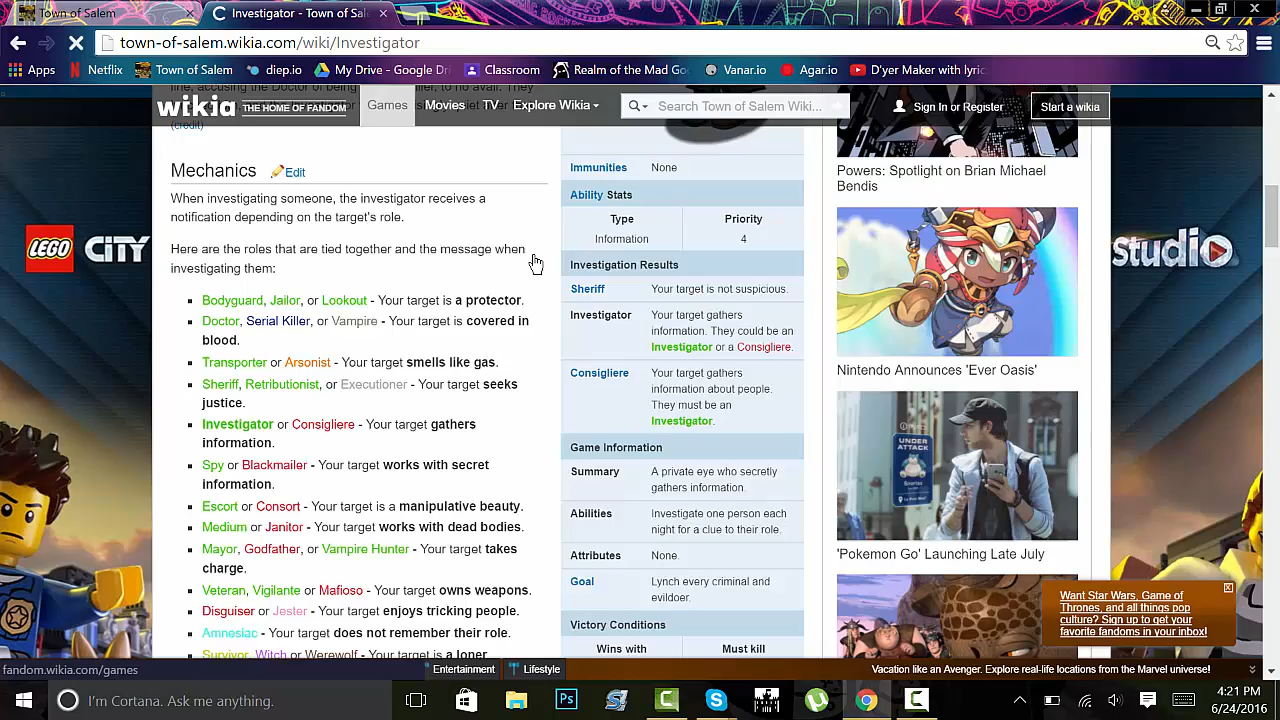 Town of Salem
Investigator - Town of Sal
town-of-salem.wikia.com/wiki/Investigator
Apps Netflix Town of Salem diep.io My Drive - Google Dri Classroom Realm of the Mad Go Vanar.io Agar.io D'yer Maker with lyric
wikia THE HOME OF FANDOM Games Movies TV Explore Wikia Search Town of Salem Wiki... Sign In or Register Start a wikia
(credit)
Mechanics Edit
When investigating someone, the investigator receives a
notification depending on the target's role.
Here are the roles that are tied together and the message when
investigating them:
Bodyguard, Jailor, or Lookout - Your target is a protector.
Doctor, Serial Killer, or Vampire - Your target is covered in
blood.
Transporter or Arsonist - Your target smells like gas.
Sheriff, Retributionist, or Executioner - Your target seeks
justice.
Investigator or Consigliere - Your target gathers
information.
Spy or Blackmailer - Your target works with secret
information.
Escort or Consort - Your target is a manipulative beauty.
Medium or Janitor - Your target works with dead bodies.
Mayor, Godfather, or Vampire Hunter - Your target takes
charge.
Veteran, Vigilante or Mafioso - Your target owns weapons.
Disguiser or Jester - Your target enjoys tricking people.
Amnesiac - Your target does not remember their role.
Survivor, Witch or Werewolf - Your target is a loner.
Immunities None
Ability Stats
Type Priority
Information 4
Investigation Results
Sheriff Your target is not suspicious.
Investigator Your target gathers
information. They could be an
Investigator or a Consigliere.
Consigliere Your target gathers
information about people.
They must be an
Investigator.
Game Information
Summary A private eye who secretly
gathers information.
Abilities Investigate one person each
night for a clue to their role.
Attributes None.
Goal Lynch every criminal and
evildoer.
Victory Conditions
Wins with Must kill
Powers: Spotlight on Brian Michael
Bendis
Nintendo Announces 'Ever Oasis'
UNDER
ATTACK
'Pokemon Go' Launching Late July
Want Star Wars, Game of
Thrones, and all things pop
culture? Sign up to get your
favorite fandoms in your inbox!
LEGO CITY
studio
fandom.wikia.com/games
Entertainment Lifestyle Vacation like an Avenger. Explore real-life locations from the Marvel universe!
I'm Cortana. Ask me anything.
4:21 PM
6/24/2016